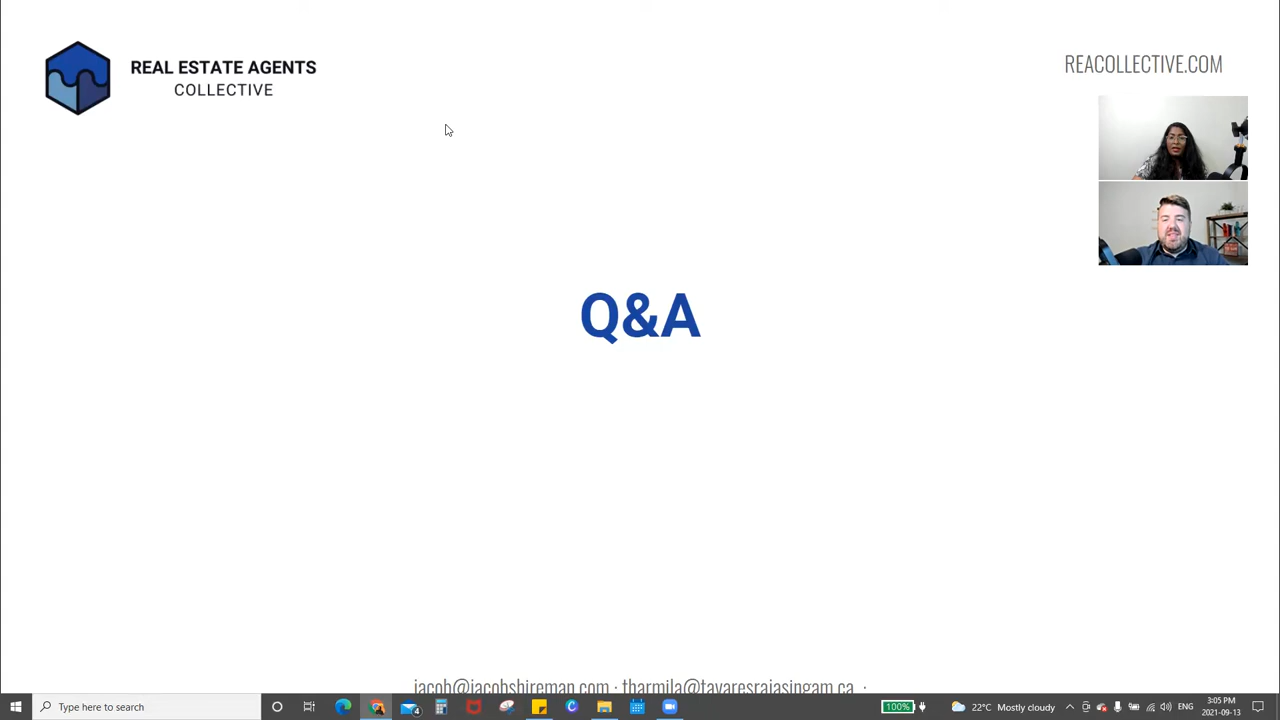 REAL ESTATE AGENTS
COLLECTIVE
REACOLLECTIVE.COM
Q&A
jacob@jacobshireman.com · tharmila@tavaresrajasingam.ca ·
Type here to search
4
100%
22°C Mostly cloudy
ENG
3:05 PM
2021-09-13